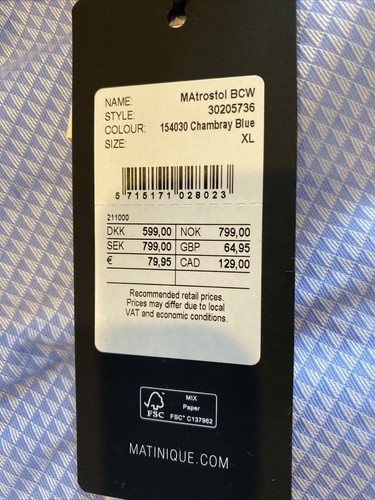 NAME: MAtrostol BCW
STYLE: 30205736
COLOUR: 154030 Chambray Blue
SIZE: XL
5 715171 028023
211000
DKK 599,00 NOK 799,00
SEK 799,00 GBP 64,95
€ 79,95 CAD 129,00
Recommended retail prices.
Prices may differ due to local
VAT and economic conditions.
FSC
MIX
Paper
FSC® C137962
MATINIQUE.COM